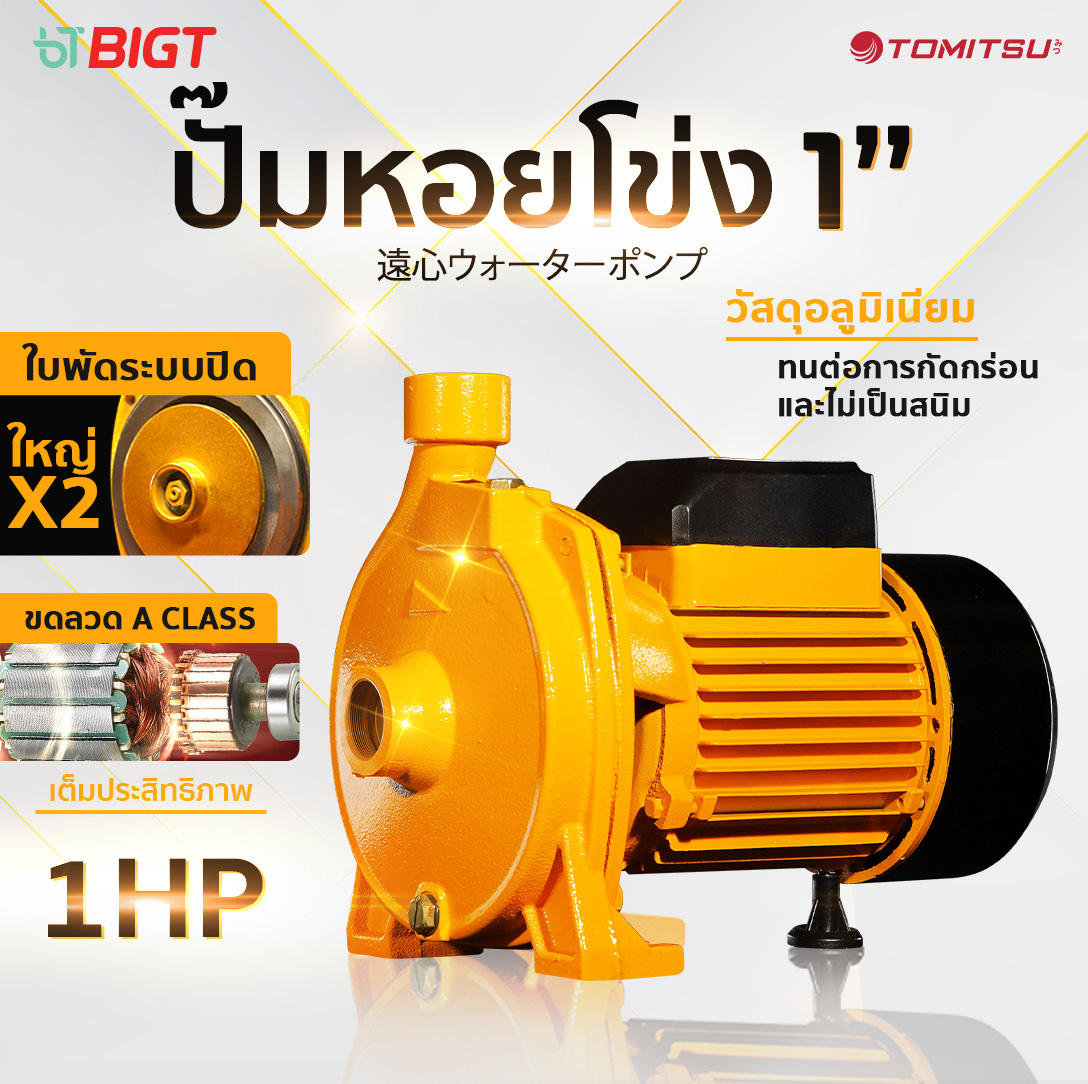 bT BIGT
TOMITSU みつ
ปั๊มหอยโข่ง 1”
遠心ウォーターポンプ
วัสดุอลูมิเนียม
ทนต่อการกัดกร่อน
และไม่เป็นสนิม
ใบพัดระบบปิด
ใหญ่
X2
ขดลวด A CLASS
เต็มประสิทธิภาพ
1HP